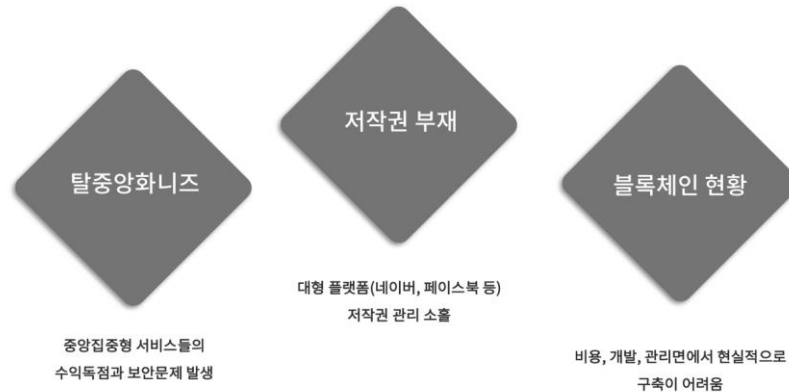 탈중앙화니즈
중앙집중형 서비스들의
수익독점과 보안문제 발생
저작권 부재
대형 플랫폼(네이버, 페이스북 등)
저작권 관리 소홀
블록체인 현황
비용, 개발, 관리면에서 현실적으로
구축이 어려움